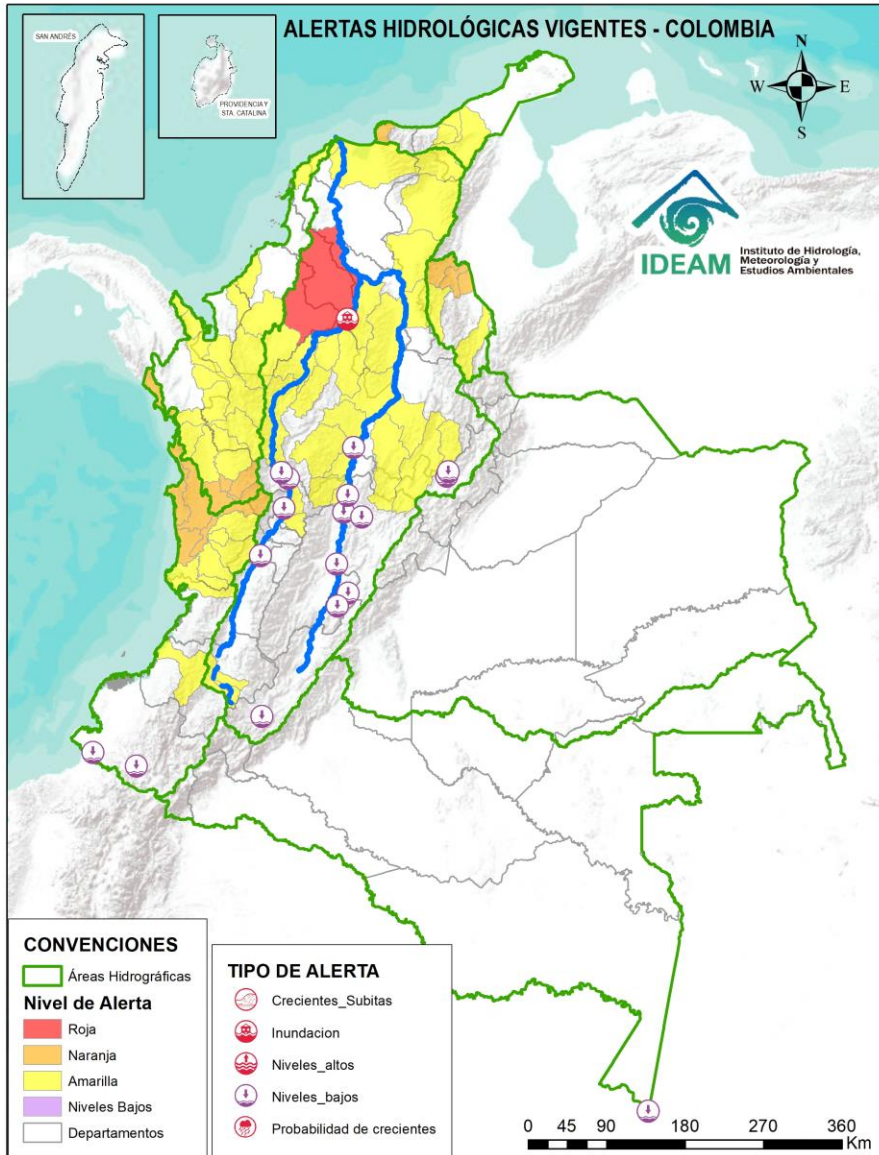 ALERTAS HIDROLÓGICAS VIGENTES - COLOMBIA
SAN ANDRÉS
PROVIDENCIA Y
STA. CATALINA
N
W
E
S
IDEAM
Instituto de Hidrología,
Meteorología y
Estudios Ambientales
CONVENCIONES
Áreas Hidrográficas
Nivel de Alerta
Roja
Naranja
Amarilla
Niveles Bajos
Departamentos
TIPO DE ALERTA
Crecientes_Subitas
Inundacion
Niveles_altos
Niveles_bajos
Probabilidad de crecientes
0 45 90 180 270 360
Km